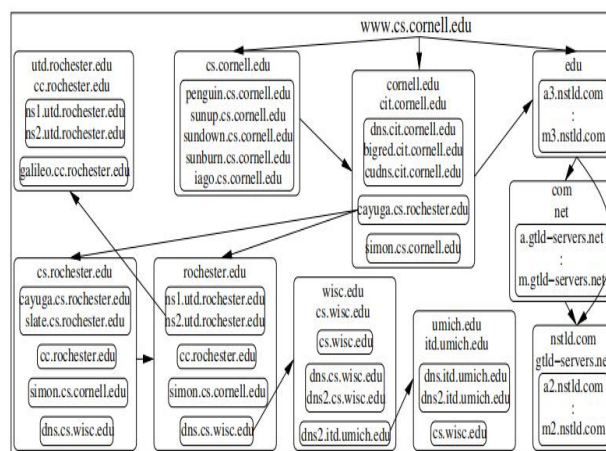 www.cs.cornell.edu
utd.rochester.edu
cc.rochester.edu
ns1.utd.rochester.edu
ns2.utd.rochester.edu
galileo.cc.rochester.edu
cs.cornell.edu
penguin.cs.cornell.edu
sunup.cs.cornell.edu
sundown.cs.cornell.edu
sunburn.cs.cornell.edu
iago.cs.cornell.edu
cornell.edu
cit.cornell.edu
dns.cit.cornell.edu
bigred.cit.cornell.edu
cudns.cit.cornell.edu
cayuga.cs.rochester.edu
simon.cs.cornell.edu
edu
a3.nstld.com
:
m3.nstld.com
com
net
a.gtld-servers.net
:
m.gtld-servers.net
cs.rochester.edu
cayuga.cs.rochester.edu
slate.cs.rochester.edu
cc.rochester.edu
simon.cs.cornell.edu
dns.cs.wisc.edu
rochester.edu
ns1.utd.rochester.edu
ns2.utd.rochester.edu
cc.rochester.edu
simon.cs.cornell.edu
dns.cs.wisc.edu
wisc.edu
cs.wisc.edu
cs.wisc.edu
dns.cs.wisc.edu
dns2.cs.wisc.edu
dns2.itd.umich.edu
umich.edu
itd.umich.edu
dns.itd.umich.edu
dns2.itd.umich.edu
cs.wisc.edu
nstld.com
gtld-servers.net
a2.nstld.com
:
m2.nstld.com